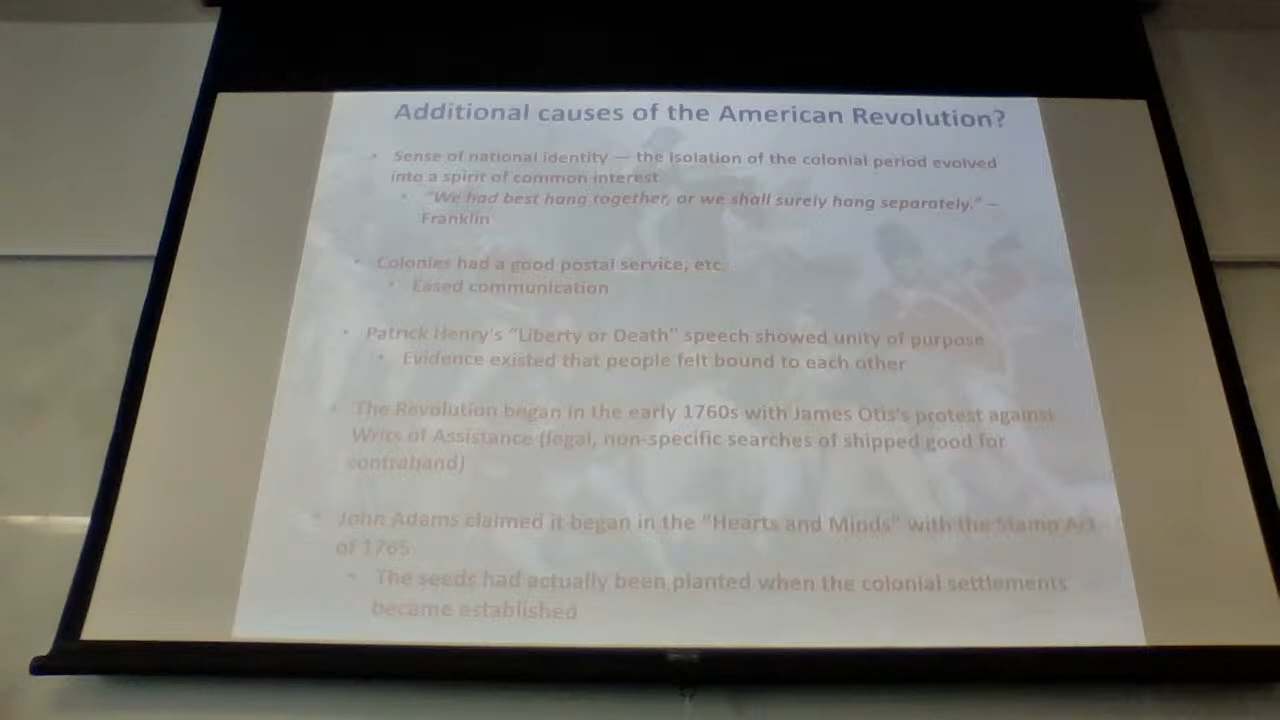 Additional causes of the American Revolution?
• Sense of national identity — the isolation of the colonial period evolved
into a spirit of common interest.
• "We had best hang together, or we shall surely hang separately." –
Franklin
• Colonies had a good postal service, etc.
• Eased communication
• Patrick Henry's "Liberty or Death" speech showed unity of purpose
• Evidence existed that people felt bound to each other
• The Revolution began in the early 1760s with James Otis's protest against
Writs of Assistance (legal, non-specific searches of shipped good for
contraband)
• John Adams claimed it began in the "Hearts and Minds" with the Stamp Act
of 1765
• The seeds had actually been planted when the colonial settlements
became established